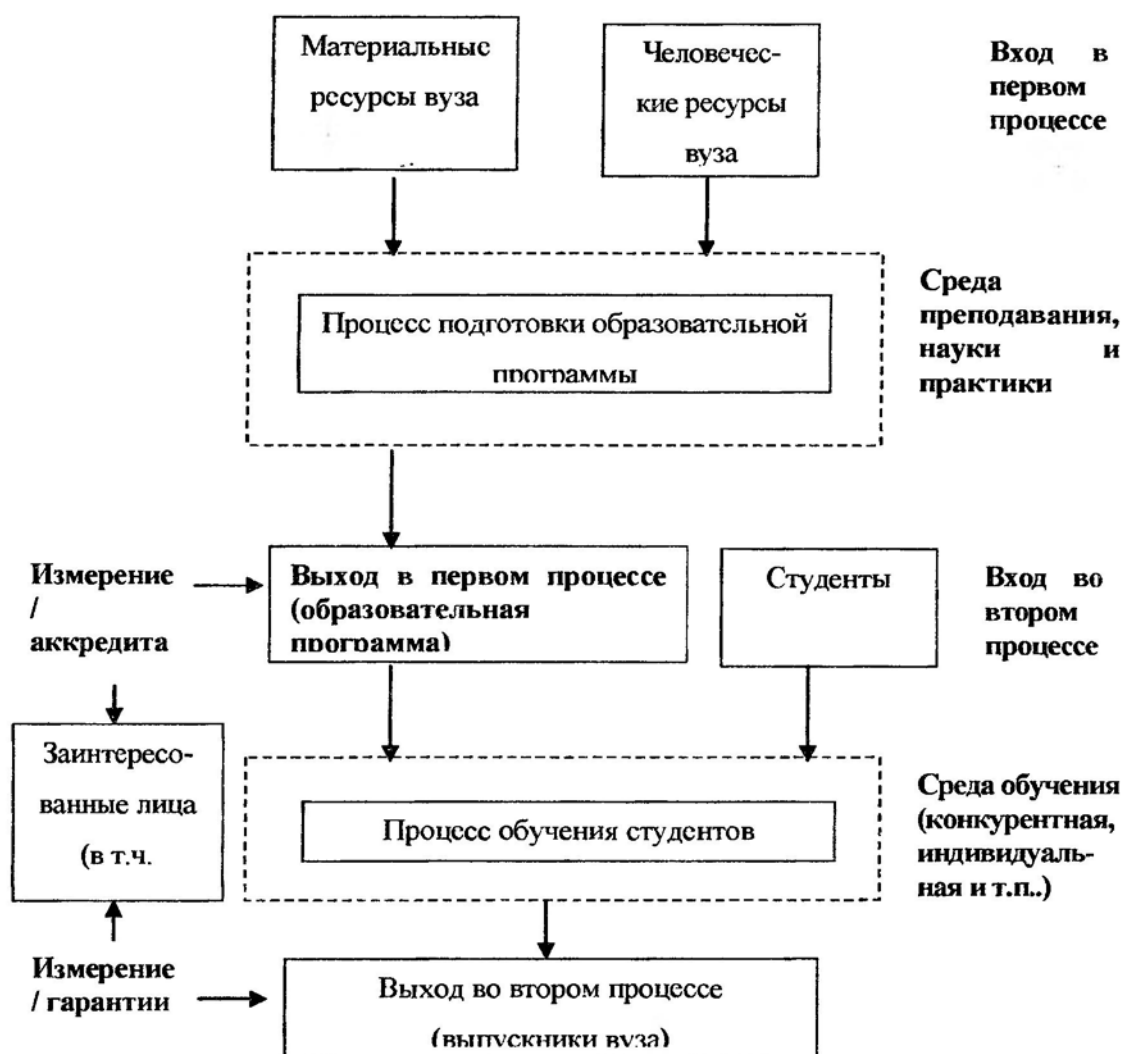 Материальные
ресурсы вуза
Человечес-
кие ресурсы
вуза
Вход в
первом
процессе
Среда
преподавания,
науки и
практики
Процесс подготовки образовательной
программы
Измерение
/
аккредита
Выход в первом процессе
(образовательная
программа)
Студенты
Вход во
втором
процессе
Заинтересо-
ванные лица
(в т.ч.
Процесс обучения студентов
Среда обучения
(конкурентная,
индивидуаль-
ная и т.п..)
Измерение
/ гарантии
Выход во втором процессе
(выпускники вуза)